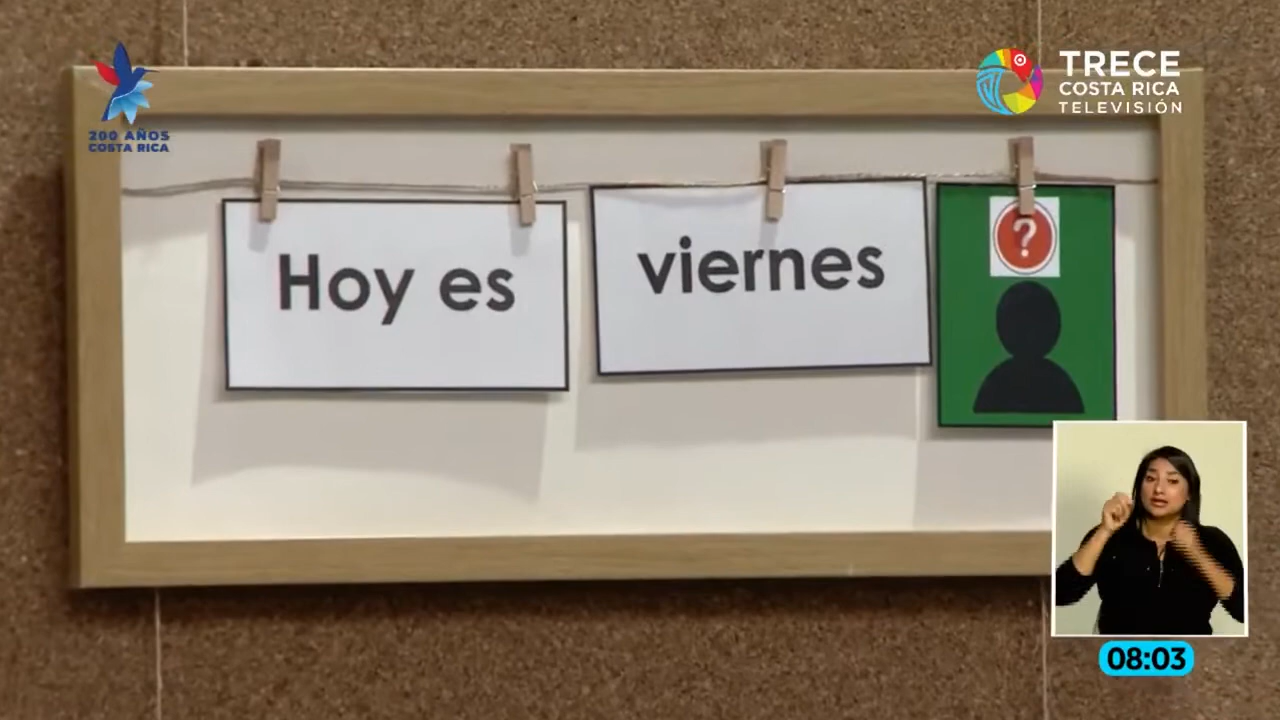 200 AÑOS
COSTA RICA
TRECE
COSTA RICA
TELEVISIÓN
Hoy es
viernes
?
08:03